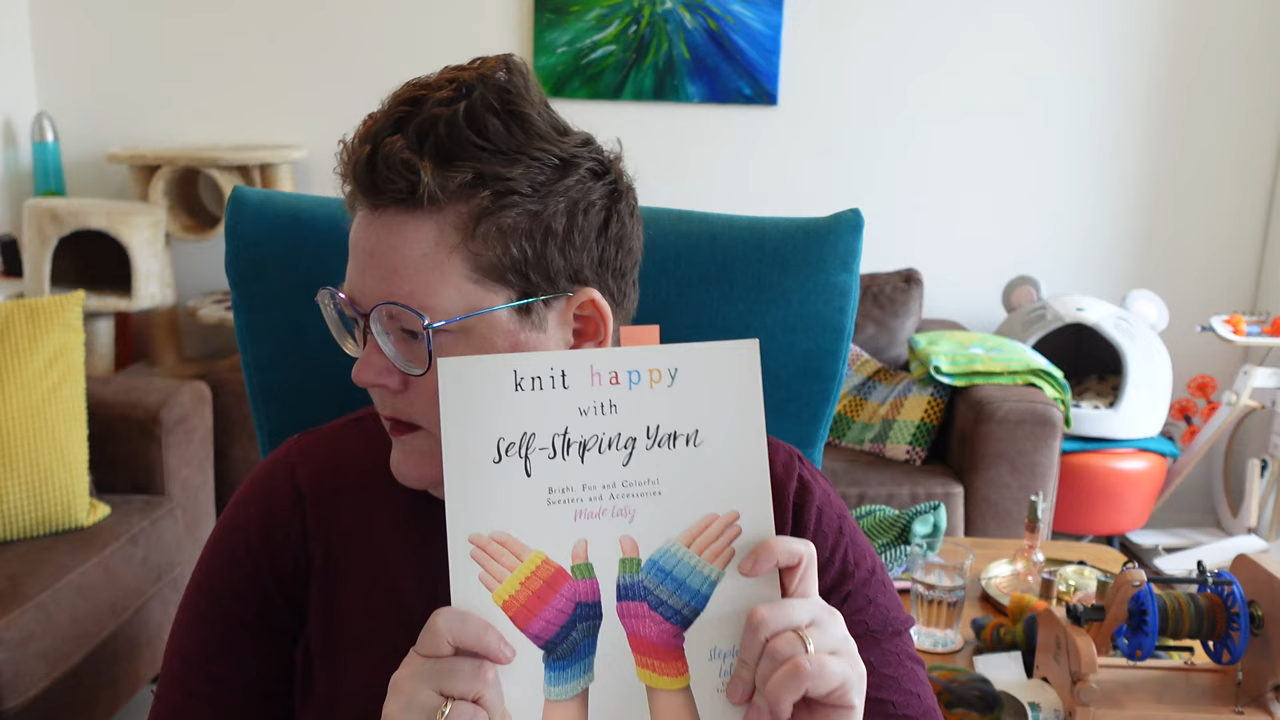 knit happy
with
self-striping yarn
Bright, Fun and Colorful
Sweaters and Accessories
Made Easy